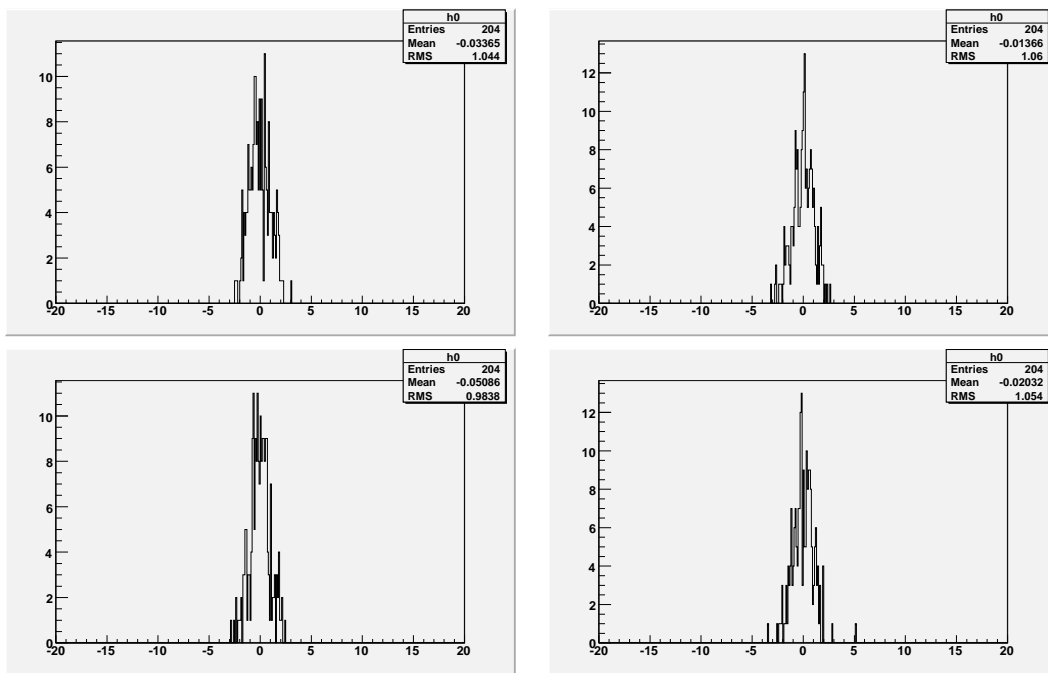 h0
Entries 204
Mean -0.03365
RMS 1.044
10
8
6
4
2
0
-20 -15 -10 -5 0 5 10 15 20
h0
Entries 204
Mean -0.01366
RMS 1.06
12
10
8
6
4
2
0
-20 -15 -10 -5 0 5 10 15 20
h0
Entries 204
Mean -0.05086
RMS 0.9838
10
8
6
4
2
0
-20 -15 -10 -5 0 5 10 15 20
h0
Entries 204
Mean -0.02032
RMS 1.054
12
10
8
6
4
2
0
-20 -15 -10 -5 0 5 10 15 20